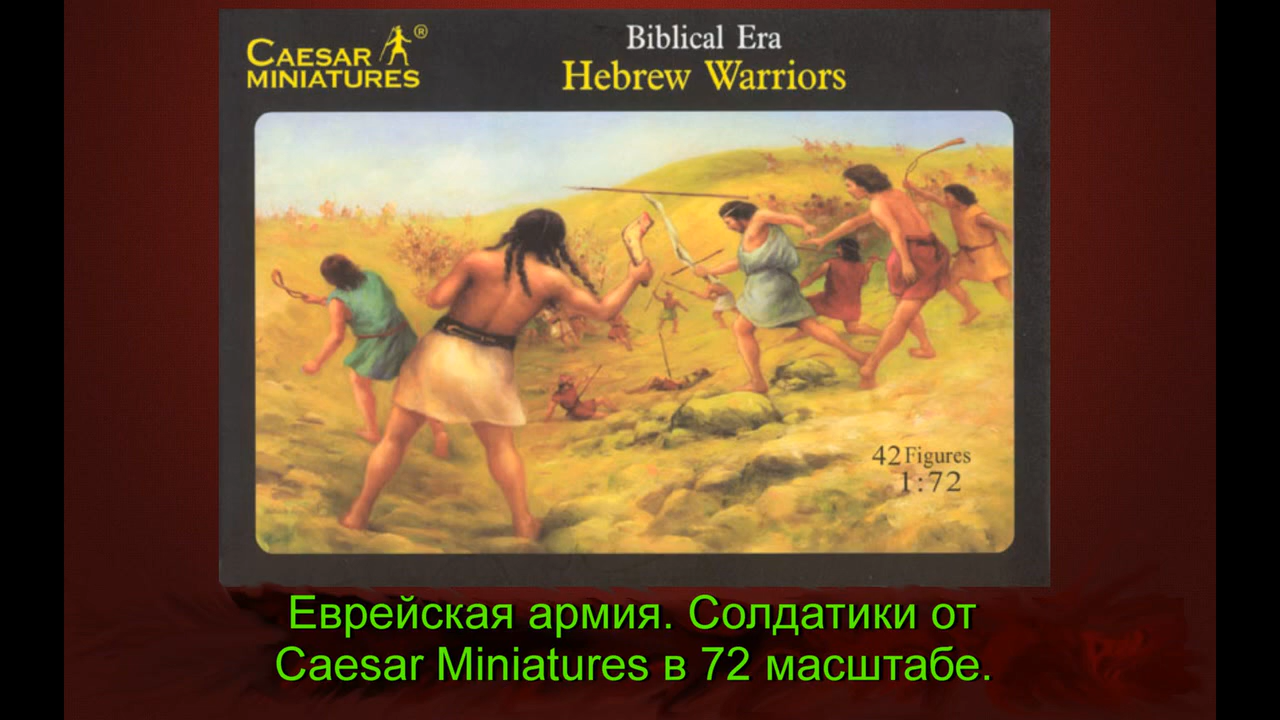 CAESAR ®
MINIATURES
Biblical Era
Hebrew Warriors
42 Figures
1:72
Еврейская армия. Солдатики от
Caesar Miniatures в 72 масштабе.